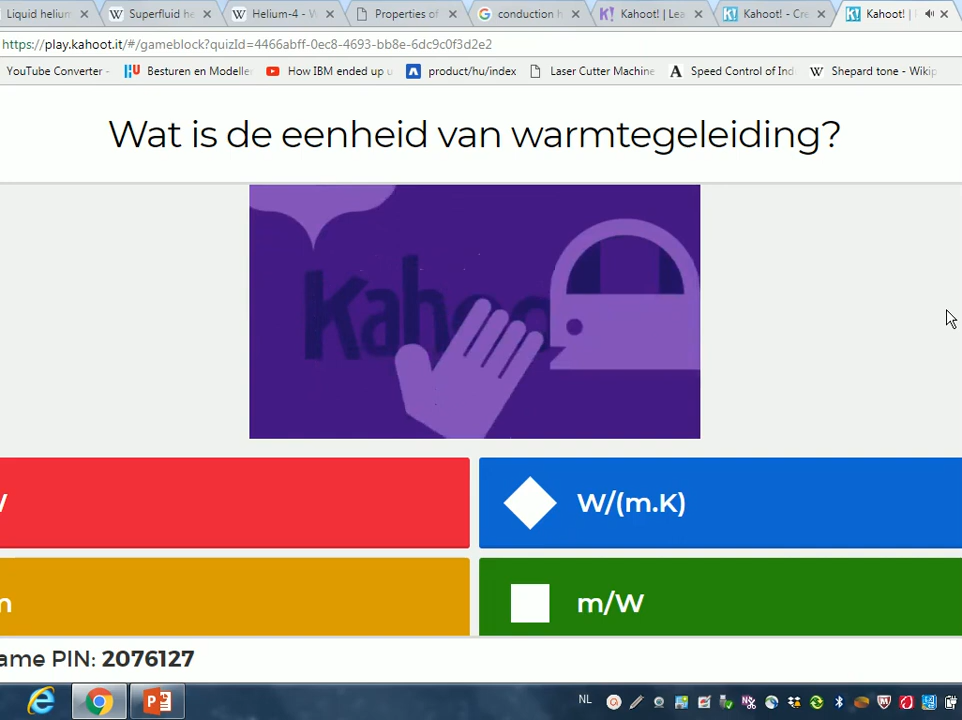 Liquid helium
Superfluid he
Helium-4 - W
Properties of
conduction h
Kahoot! | Lea
Kahoot! - Cre
Kahoot! |
https://play.kahoot.it/#/gameblock?quizId=4466abff-0ec8-4693-bb8e-6dc9c0f3d2e2
YouTube Converter -
Besturen en Modelle
How IBM ended up u
product/hu/index
Laser Cutter Machine
Speed Control of Ind
Shepard tone - Wikip
Wat is de eenheid van warmtegeleiding?
Kahoo
W/(m.K)
m/W
ame PIN: 2076127
NL